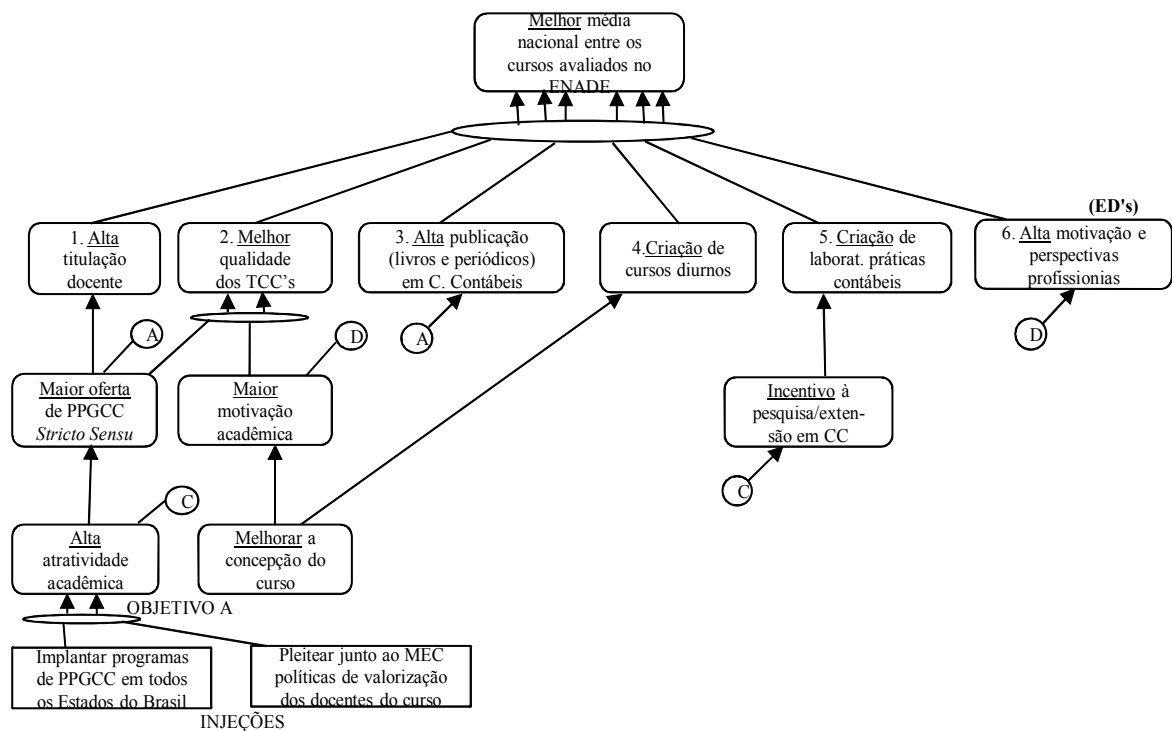 Melhor média
nacional entre os
cursos avaliados no
ENADE
(ED's)
1. Alta
titulação
docente
2. Melhor
qualidade
dos TCC's
3. Alta publicação
(livros e periódicos)
em C. Contábeis
4.Criação de
cursos diurnos
5. Criação de
laborat. práticas
contábeis
6. Alta motivação e
perspectivas
profissionias
A
D
A
D
Maior oferta
de PPGCC
Stricto Sensu
Maior
motivação
acadêmica
Incentivo à
pesquisa/exten-
são em CC
C
C
Alta
atratividade
acadêmica
Melhorar a
concepção do
curso
OBJETIVO A
Implantar programas
de PPGCC em todos
os Estados do Brasil
Pleitear junto ao MEC
políticas de valorização
dos docentes do curso
INJEÇÕES